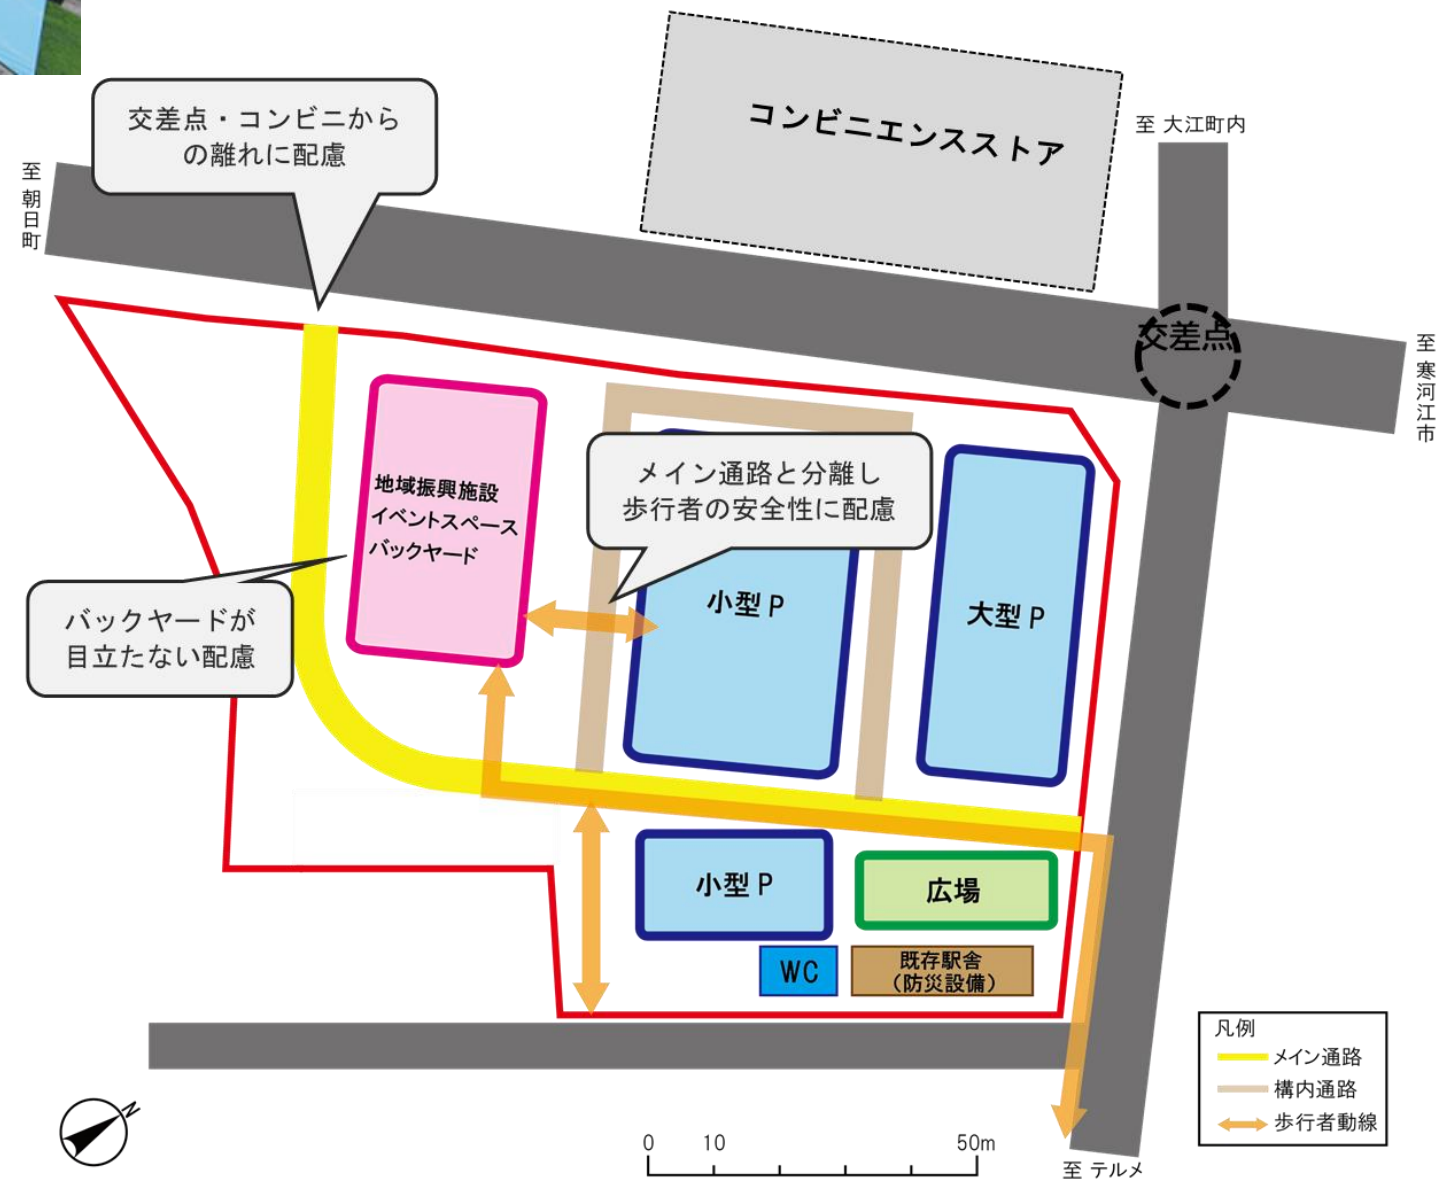 交差点・コンビニから
の離れに配慮
コンビニエンスストア
至 大江町内
至 朝日町
交差点
至 寒河江市
地域振興施設
イベントスペース
バックヤード
メイン通路と分離し
歩行者の安全性に配慮
小型 P
大型 P
バックヤードが
目立たない配慮
小型 P
広場
WC
既存駅舎
（防災設備）
凡例
メイン通路
構内通路
歩行者動線
N
0 10 50m
至 テルメ